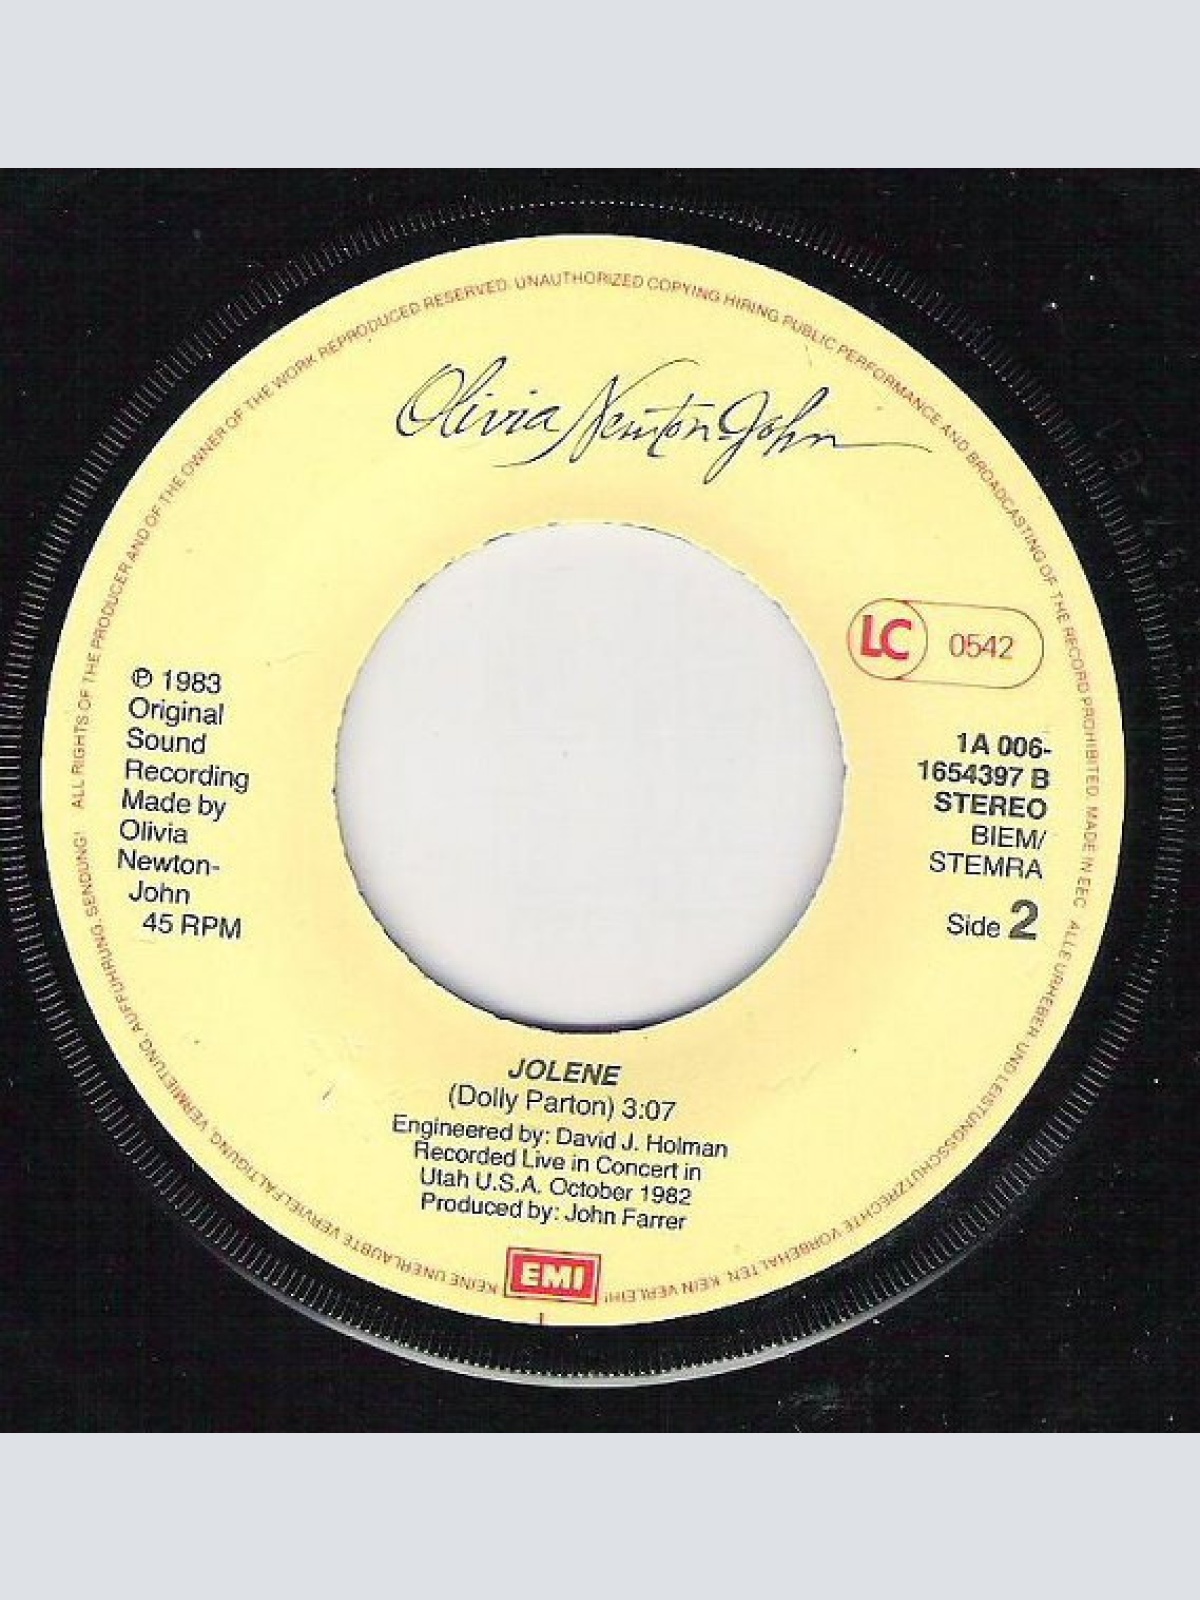 ALL RIGHTS OF THE PRODUCER AND OF THE OWNER OF THE WORK REPRODUCED RESERVED. UNAUTHORIZED COPYING HIRING PUBLIC PERFORMANCE AND BROADCASTING OF THE RECORD PROHIBITED. MADE IN EEC
Olivia Newton-John
LC 0542
℗ 1983
Original
Sound
Recording
Made by
Olivia
Newton-
John
45 RPM
1A 006-
1654397 B
STEREO
BIEM/
STEMRA
Side 2
JOLENE
(Dolly Parton) 3:07
Engineered by: David J. Holman
Recorded Live in Concert in
Utah U.S.A. October 1982
Produced by: John Farrer
EMI
ALLE URHEBER- UND LEISTUNGSSCHUTZRECHTE VORBEHALTEN. KEIN VERLEIH! KEINE UNERLAUBTE VERVIELFÄLTIGUNG, VERMIETUNG, AUFFÜHRUNG, SENDUNG!